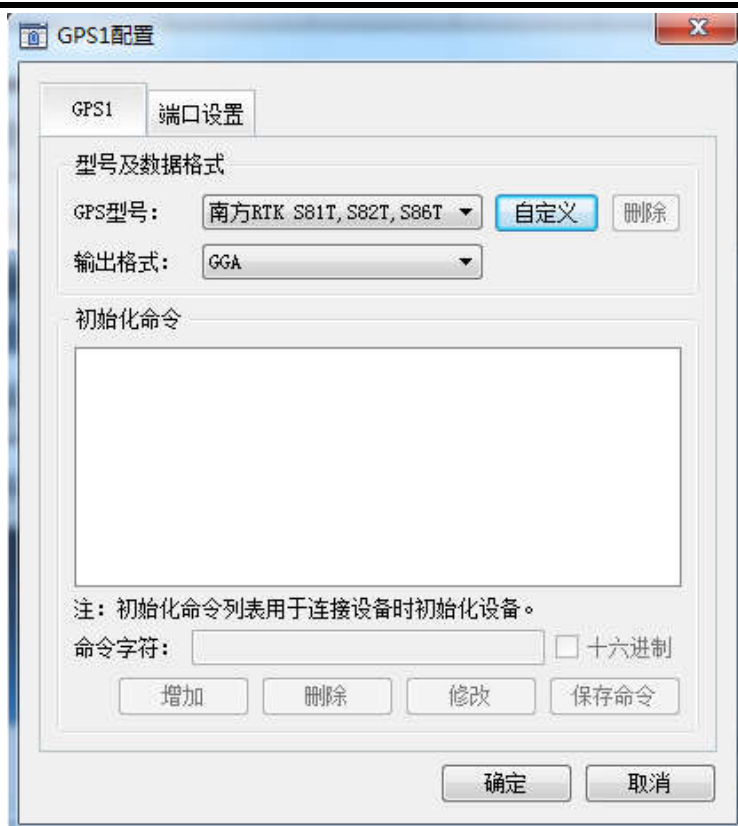 GPS1配置
GPS1 端口设置
型号及数据格式
GPS型号： 南方RTK S81T,S82T,S86T 自定义 删除
输出格式： GGA
初始化命令
注：初始化命令列表用于连接设备时初始化设备。
命令字符： 十六进制
增加 删除 修改 保存命令
确定 取消